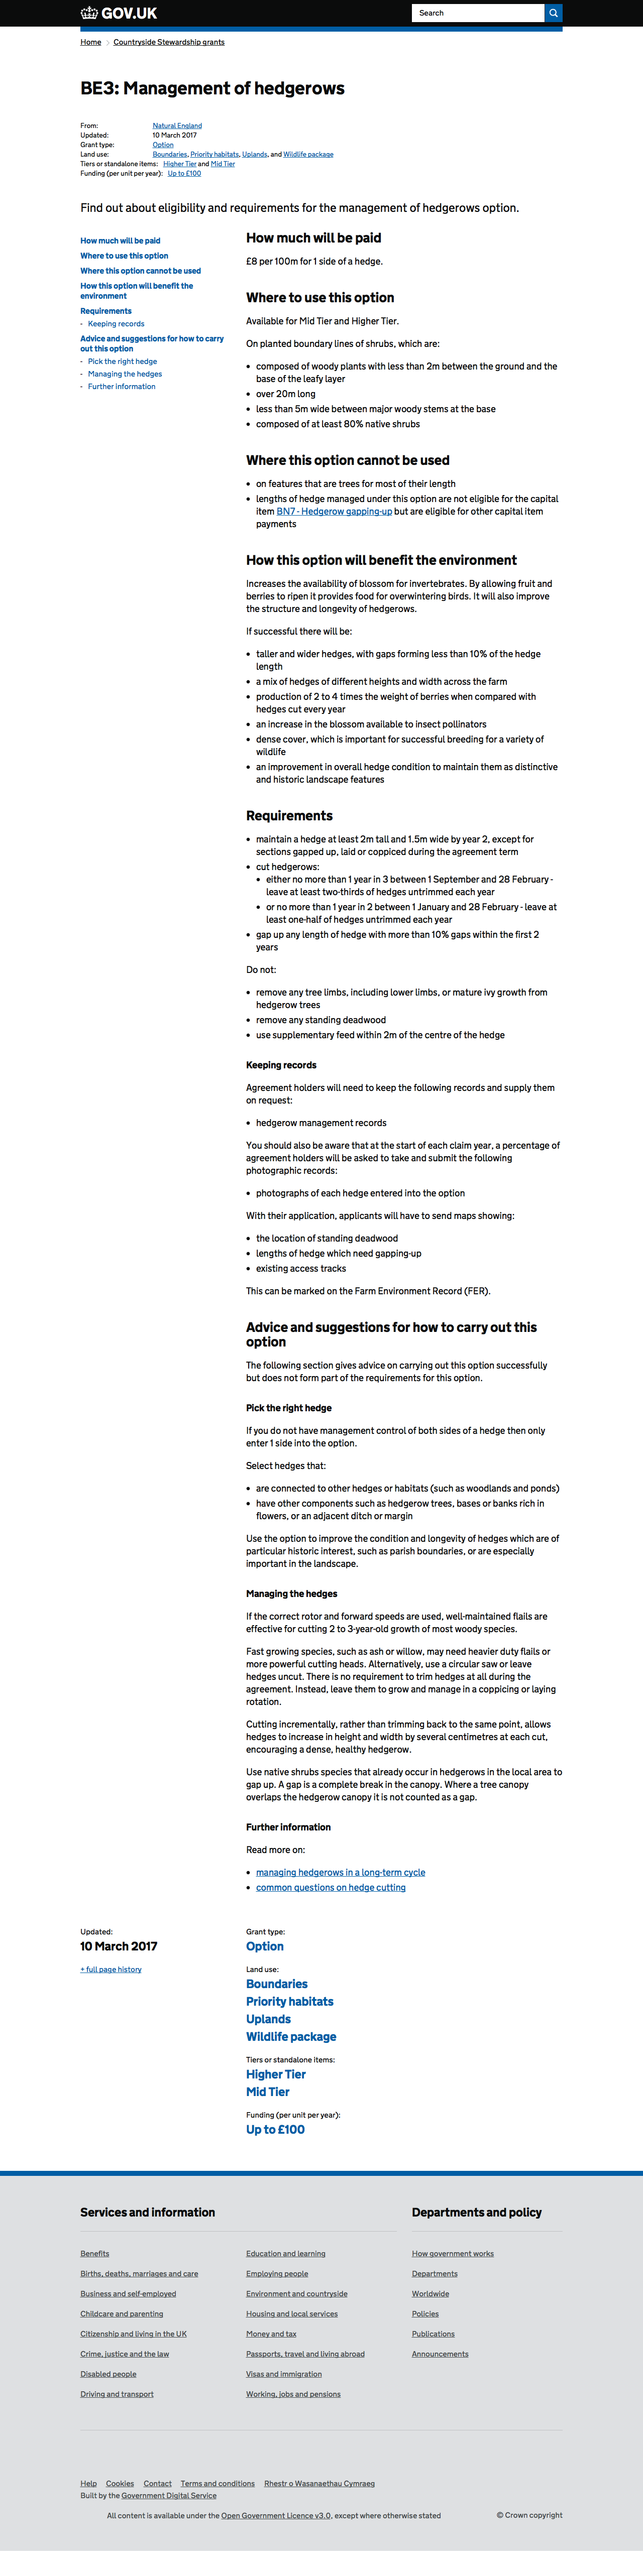 GOV.UK
Search
Home
Countryside Stewardship grants
BE3: Management of hedgerows
From: Natural England
Updated: 10 March 2017
Grant type: Option
Land use: Boundaries, Priority habitats, Uplands, and Wildlife package
Tiers or standalone items: Higher Tier and Mid Tier
Funding (per unit per year): Up to £100
Find out about eligibility and requirements for the management of hedgerows option.
How much will be paid
Where to use this option
Where this option cannot be used
How this option will benefit the
environment
Requirements
- Keeping records
Advice and suggestions for how to carry
out this option
- Pick the right hedge
- Managing the hedges
- Further information
How much will be paid
£8 per 100m for 1 side of a hedge.
Where to use this option
Available for Mid Tier and Higher Tier.
On planted boundary lines of shrubs, which are:
• composed of woody plants with less than 2m between the ground and the
base of the leafy layer
• over 20m long
• less than 5m wide between major woody stems at the base
• composed of at least 80% native shrubs
Where this option cannot be used
• on features that are trees for most of their length
• lengths of hedge managed under this option are not eligible for the capital
item BN7 - Hedgerow gapping-up but are eligible for other capital item
payments
How this option will benefit the environment
Increases the availability of blossom for invertebrates. By allowing fruit and
berries to ripen it provides food for overwintering birds. It will also improve
the structure and longevity of hedgerows.
If successful there will be:
• taller and wider hedges, with gaps forming less than 10% of the hedge
length
• a mix of hedges of different heights and width across the farm
• production of 2 to 4 times the weight of berries when compared with
hedges cut every year
• an increase in the blossom available to insect pollinators
• dense cover, which is important for successful breeding for a variety of
wildlife
• an improvement in overall hedge condition to maintain them as distinctive
and historic landscape features
Requirements
• maintain a hedge at least 2m tall and 1.5m wide by year 2, except for
sections gapped up, laid or coppiced during the agreement term
• cut hedgerows:
• either no more than 1 year in 3 between 1 September and 28 February -
leave at least two-thirds of hedges untrimmed each year
• or no more than 1 year in 2 between 1 January and 28 February - leave at
least one-half of hedges untrimmed each year
• gap up any length of hedge with more than 10% gaps within the first 2
years
Do not:
• remove any tree limbs, including lower limbs, or mature ivy growth from
hedgerow trees
• remove any standing deadwood
• use supplementary feed within 2m of the centre of the hedge
Keeping records
Agreement holders will need to keep the following records and supply them
on request:
• hedgerow management records
You should also be aware that at the start of each claim year, a percentage of
agreement holders will be asked to take and submit the following
photographic records:
• photographs of each hedge entered into the option
With their application, applicants will have to send maps showing:
• the location of standing deadwood
• lengths of hedge which need gapping-up
• existing access tracks
This can be marked on the Farm Environment Record (FER).
Advice and suggestions for how to carry out this
option
The following section gives advice on carrying out this option successfully
but does not form part of the requirements for this option.
Pick the right hedge
If you do not have management control of both sides of a hedge then only
enter 1 side into the option.
Select hedges that:
• are connected to other hedges or habitats (such as woodlands and ponds)
• have other components such as hedgerow trees, bases or banks rich in
flowers, or an adjacent ditch or margin
Use the option to improve the condition and longevity of hedges which are of
particular historic interest, such as parish boundaries, or are especially
important in the landscape.
Managing the hedges
If the correct rotor and forward speeds are used, well-maintained flails are
effective for cutting 2 to 3-year-old growth of most woody species.
Fast growing species, such as ash or willow, may need heavier duty flails or
more powerful cutting heads. Alternatively, use a circular saw or leave
hedges uncut. There is no requirement to trim hedges at all during the
agreement. Instead, leave them to grow and manage in a coppicing or laying
rotation.
Cutting incrementally, rather than trimming back to the same point, allows
hedges to increase in height and width by several centimetres at each cut,
encouraging a dense, healthy hedgerow.
Use native shrubs species that already occur in hedgerows in the local area to
gap up. A gap is a complete break in the canopy. Where a tree canopy
overlaps the hedgerow canopy it is not counted as a gap.
Further information
Read more on:
• managing hedgerows in a long-term cycle
• common questions on hedge cutting
Updated:
10 March 2017
+ full page history
Grant type:
Option
Land use:
Boundaries
Priority habitats
Uplands
Wildlife package
Tiers or standalone items:
Higher Tier
Mid Tier
Funding (per unit per year):
Up to £100
Services and information
Benefits
Births, deaths, marriages and care
Business and self-employed
Childcare and parenting
Citizenship and living in the UK
Crime, justice and the law
Disabled people
Driving and transport
Education and learning
Employing people
Environment and countryside
Housing and local services
Money and tax
Passports, travel and living abroad
Visas and immigration
Working, jobs and pensions
Departments and policy
How government works
Departments
Worldwide
Policies
Publications
Announcements
Help Cookies Contact Terms and conditions Rhestr o Wasanaethau Cymraeg
Built by the Government Digital Service
All content is available under the Open Government Licence v3.0, except where otherwise stated
© Crown copyright